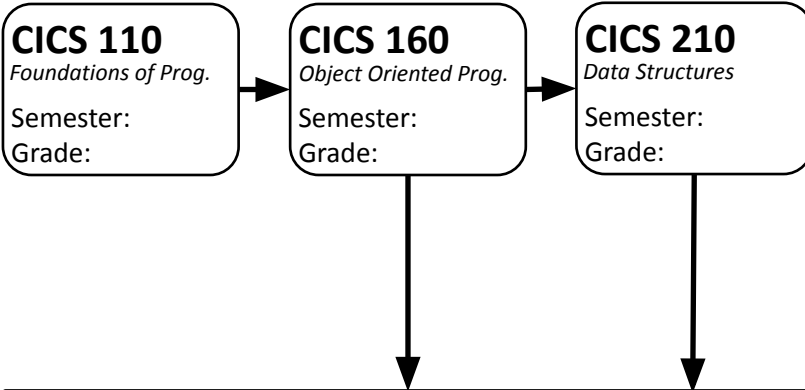 CICS 110
Foundations of Prog.
Semester:
Grade:
CICS 160
Object Oriented Prog.
Semester:
Grade:
CICS 210
Data Structures
Semester:
Grade: